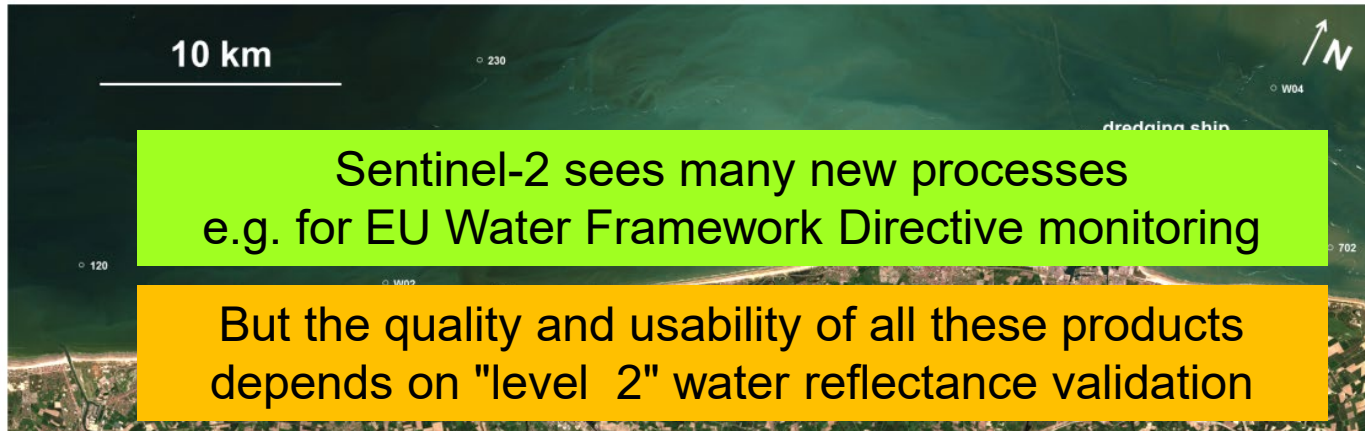 10 km
N
230
W04
dredging ship
Sentinel-2 sees many new processes
e.g. for EU Water Framework Directive monitoring
702
120
W02
But the quality and usability of all these products
depends on "level 2" water reflectance validation